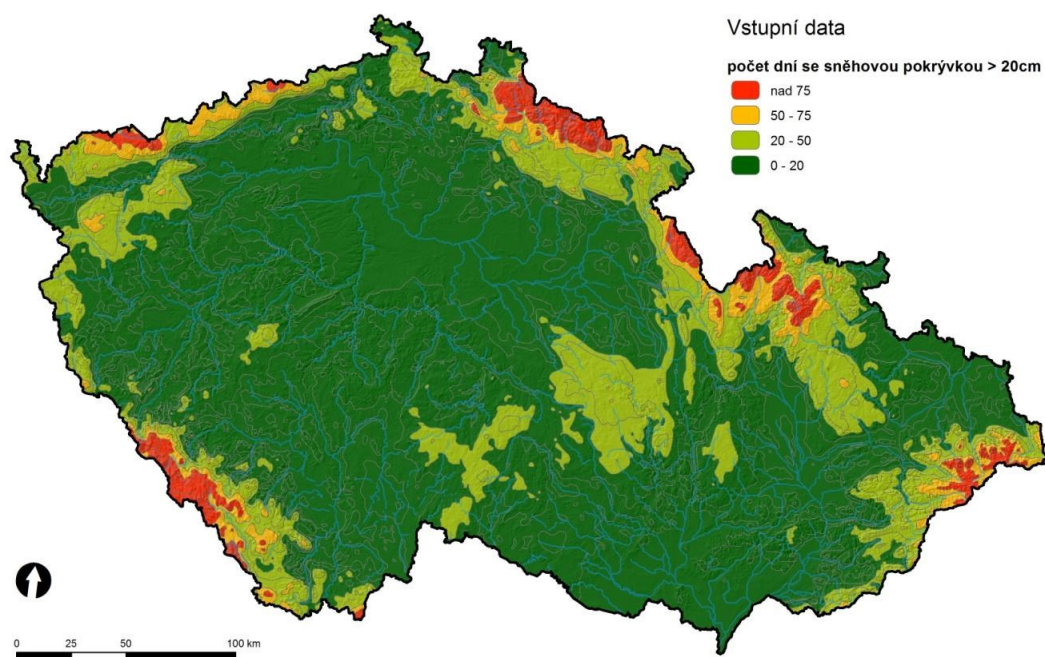 Vstupní data
počet dní se sněhovou pokrývkou > 20cm
nad 75
50 - 75
20 - 50
0 - 20
0 25 50 100 km